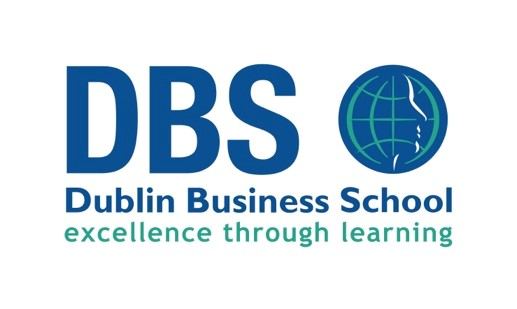 DBS
Dublin Business School
excellence through learning